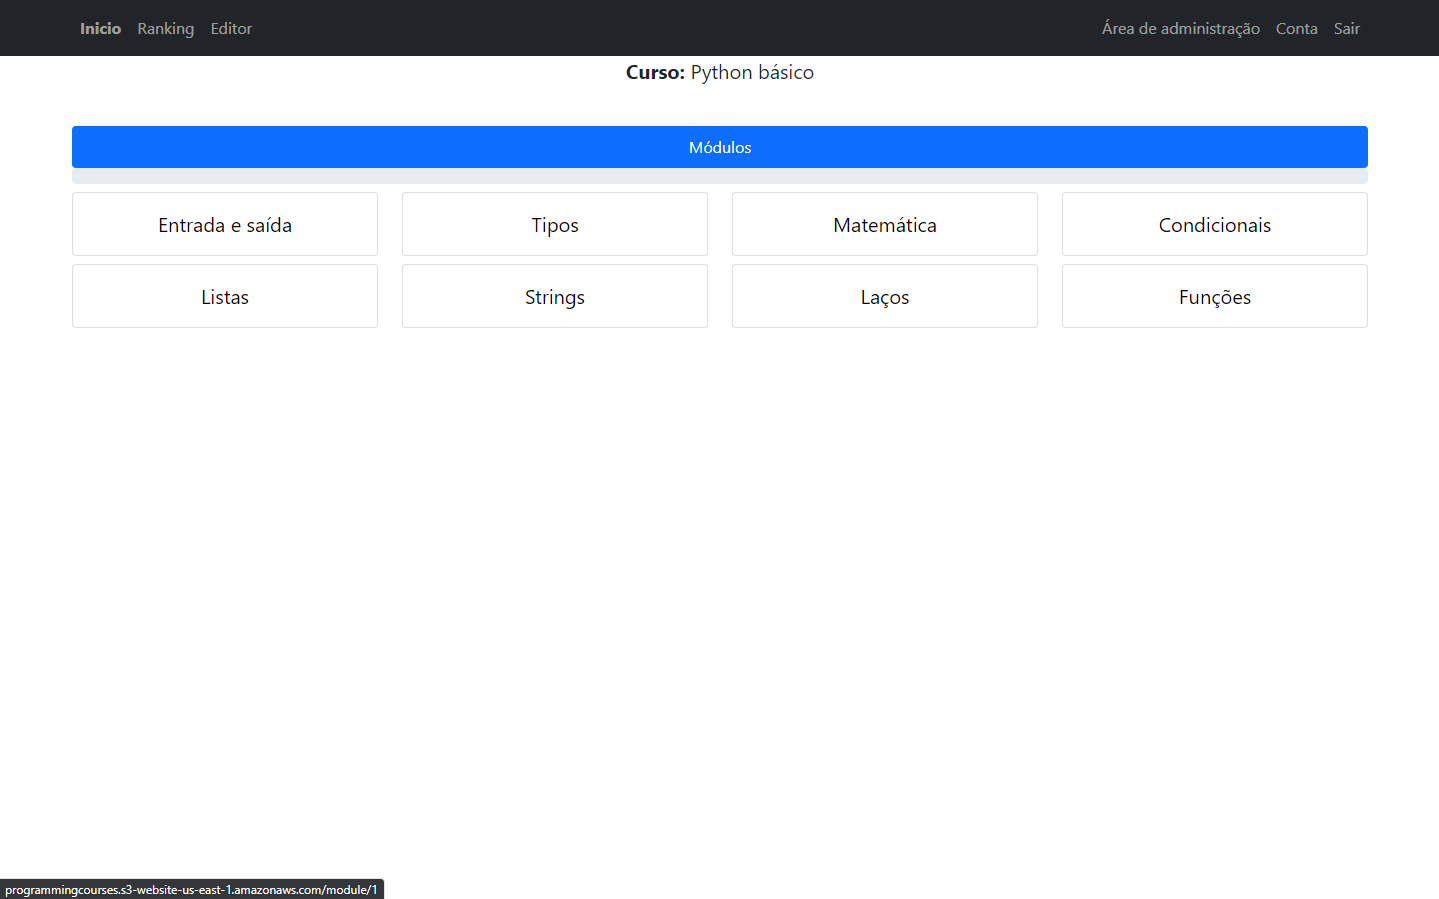 Inicio Ranking Editor Área de administração Conta Sair
Curso: Python básico
Módulos
Entrada e saída Tipos Matemática Condicionais
Listas Strings Laços Funções
programmingcourses.s3-website-us-east-1.amazonaws.com/module/1